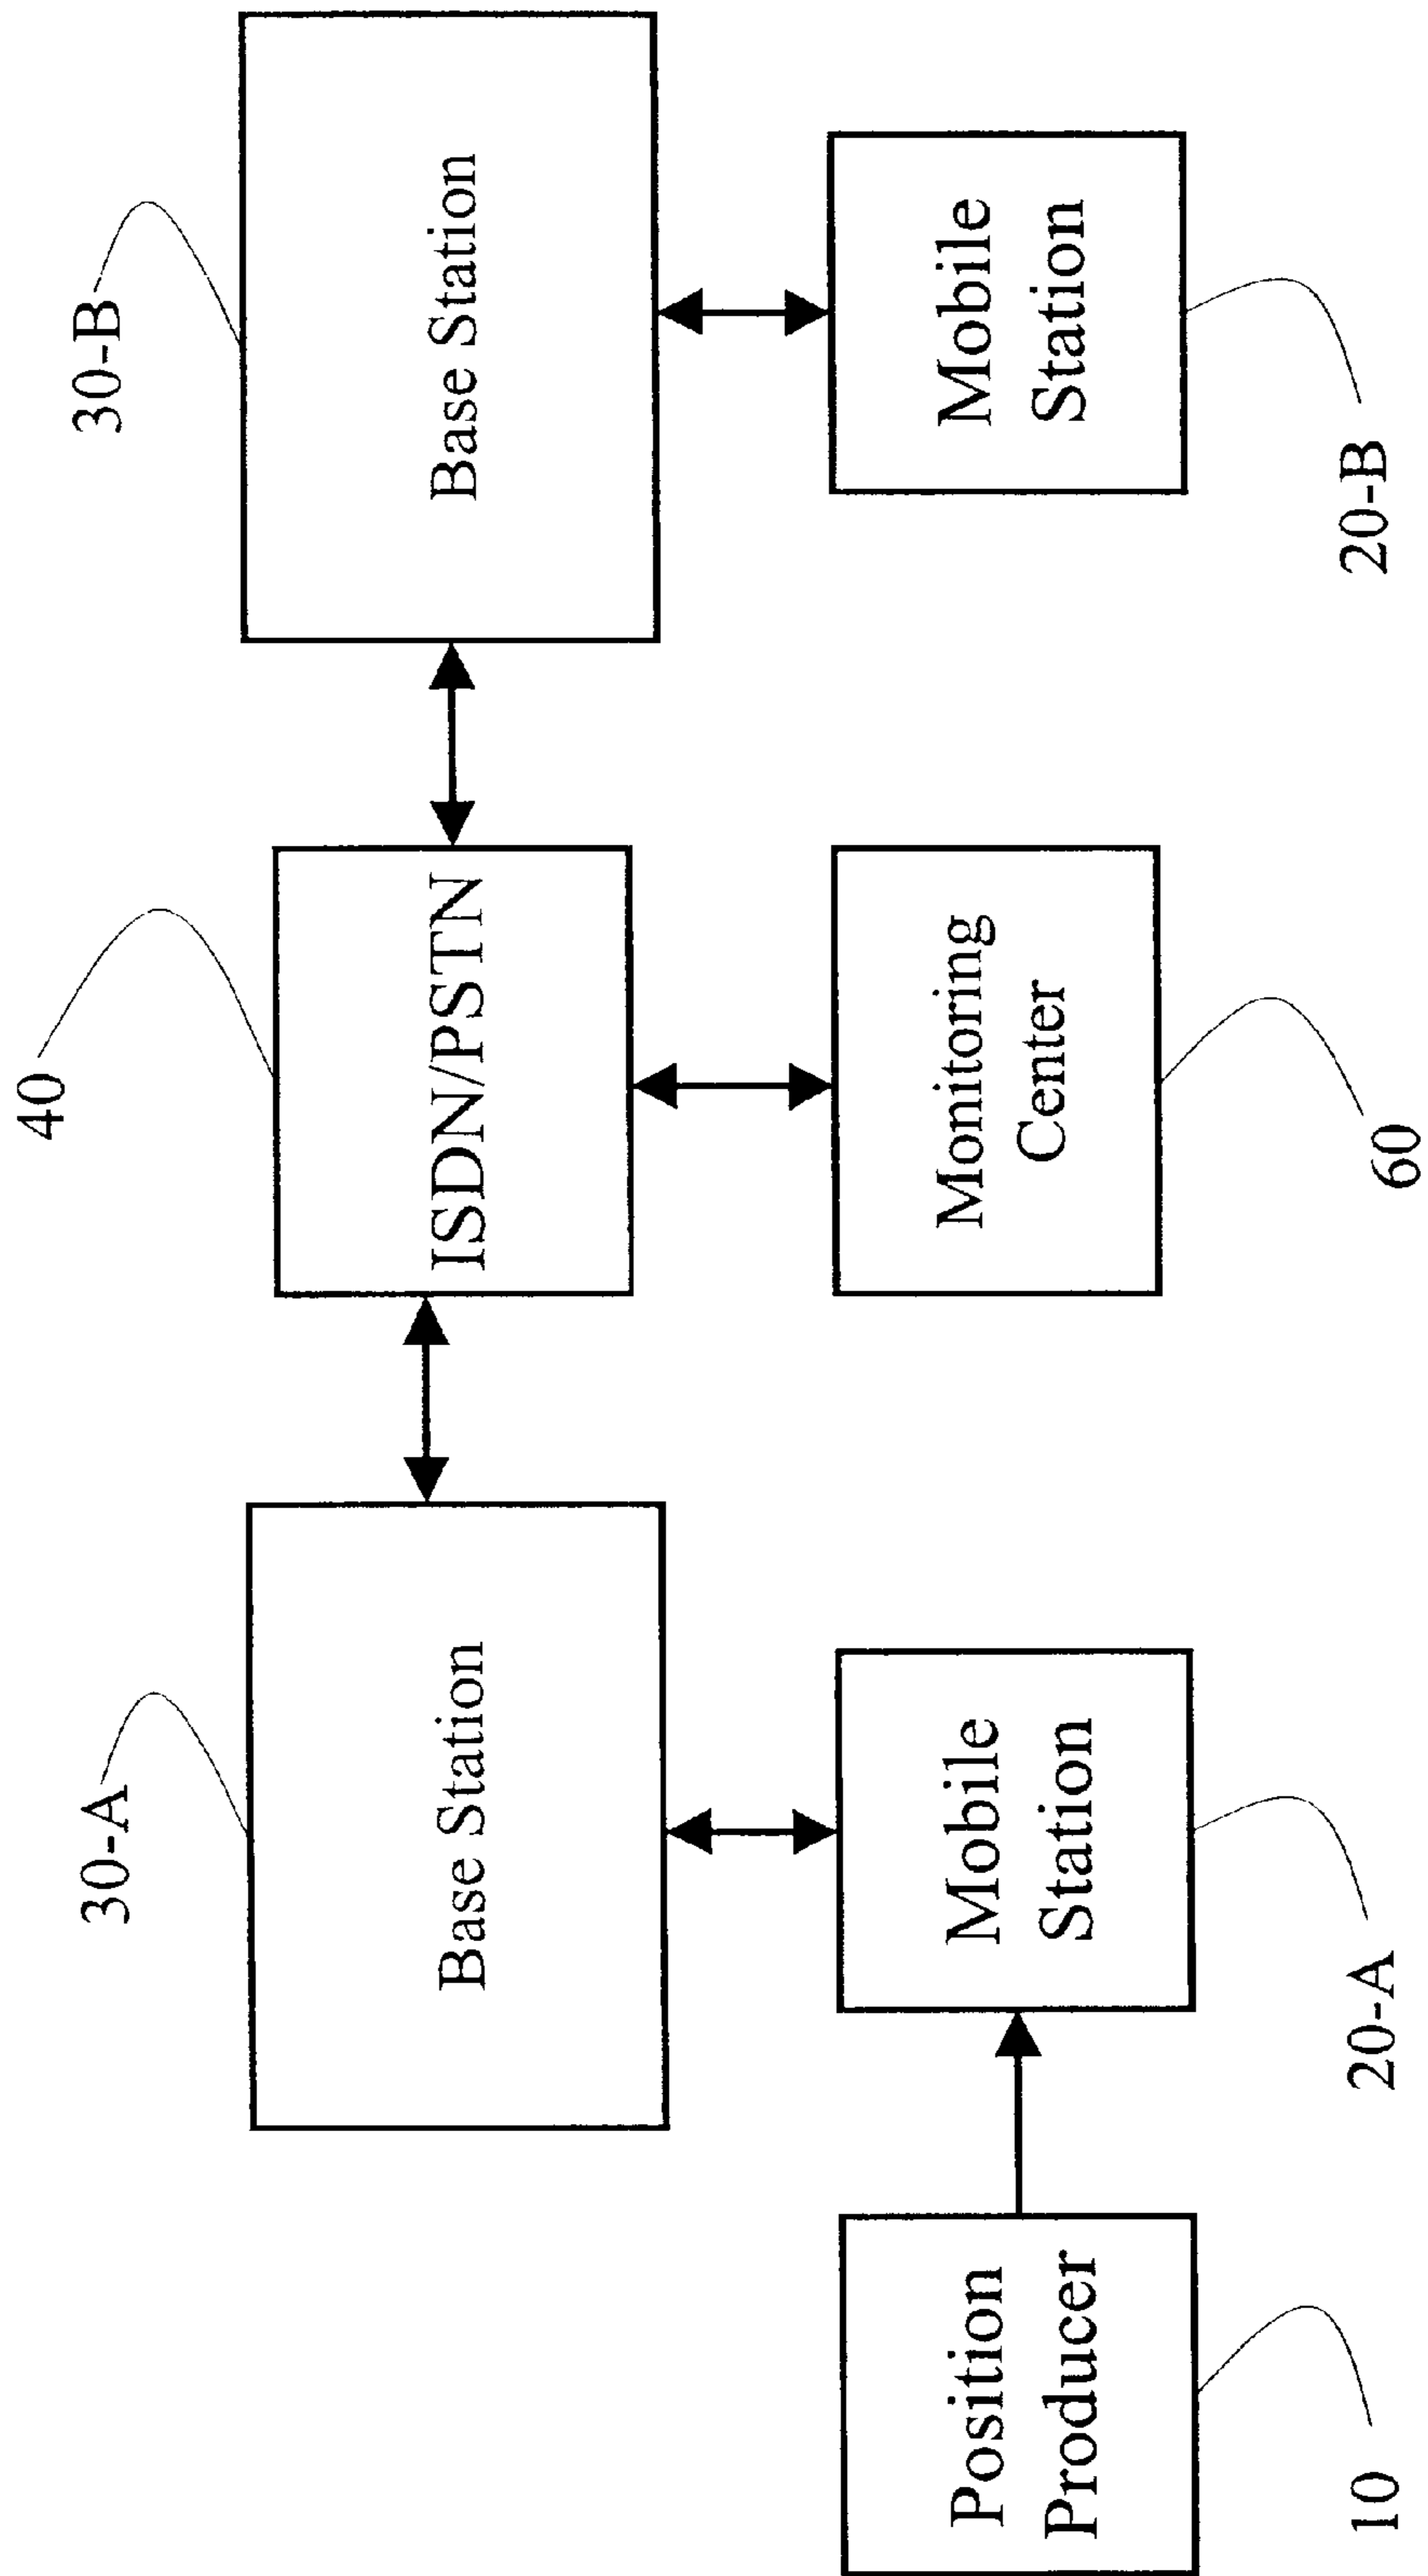 30-A
40
30-B
Base Station
ISDN/PSTN
Base Station
Position
Producer
Mobile
Station
Monitoring
Center
Mobile
Station
10
20-A
60
20-B